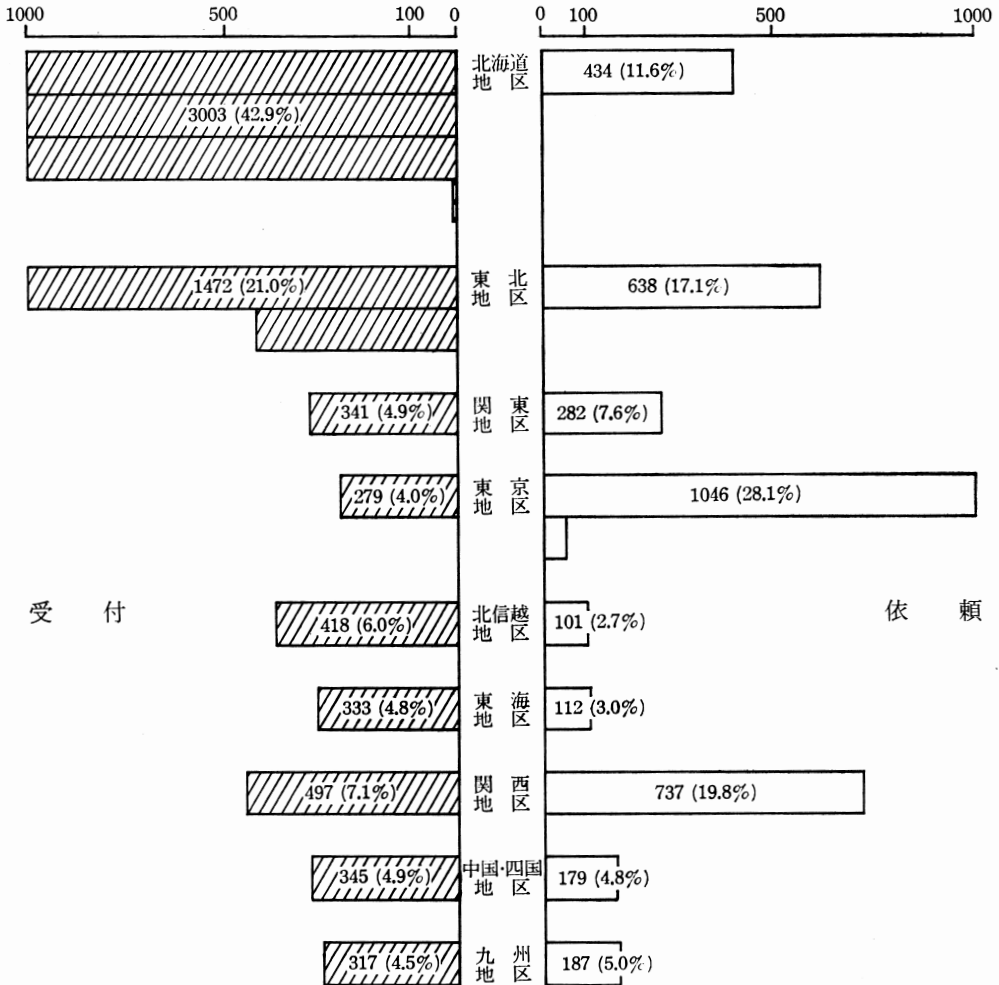 1000 500 100 0 0 100 500 1000
北海道
地区
3003 (42.9%)
434 (11.6%)
1472 (21.0%)
東北
地区
638 (17.1%)
341 (4.9%)
関東
地区
282 (7.6%)
279 (4.0%)
東京
地区
1046 (28.1%)
受付
依頼
418 (6.0%)
北信越
地区
101 (2.7%)
333 (4.8%)
東海
地区
112 (3.0%)
497 (7.1%)
関西
地区
737 (19.8%)
345 (4.9%)
中国·四国
地区
179 (4.8%)
317 (4.5%)
九州
地区
187 (5.0%)